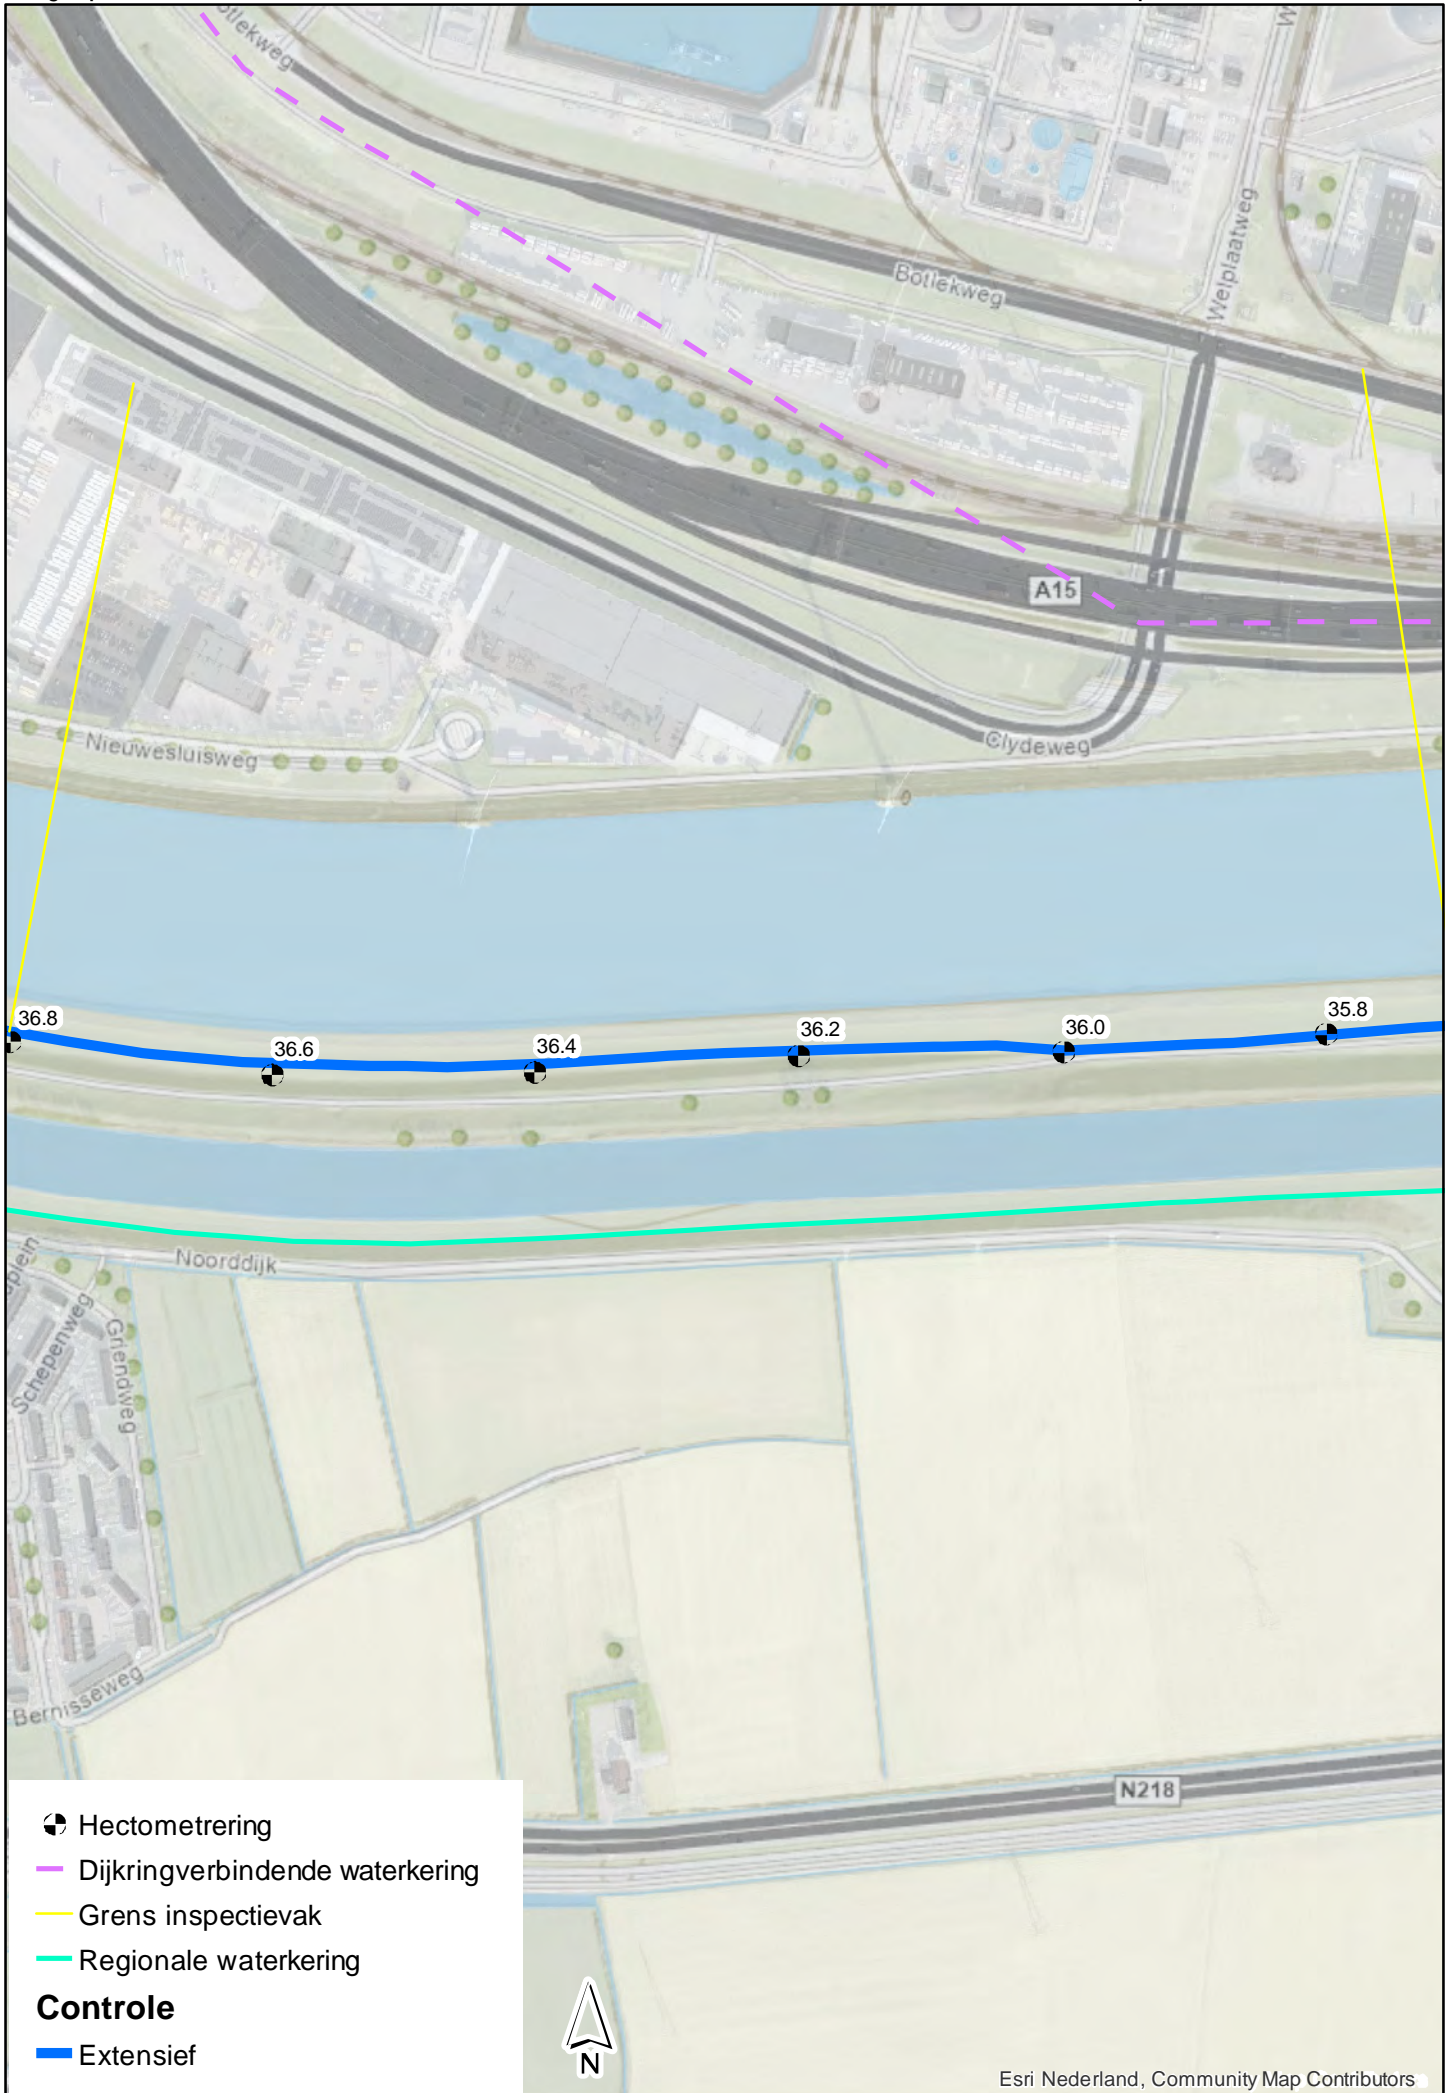 Botlekweg
Welplaatweg
Botlekweg
A15
Clydeweg
Nieuwesluisweg
36.8
36.6
36.4
36.2
36.0
35.8
Noorddijk
Schepenweg
Griendweg
Bernisseweg
N218
Hectometrering
Dijkringverbindende waterkering
Grens inspectievak
Regionale waterkering
Controle
Extensief
N
Esri Nederland, Community Map Contributors